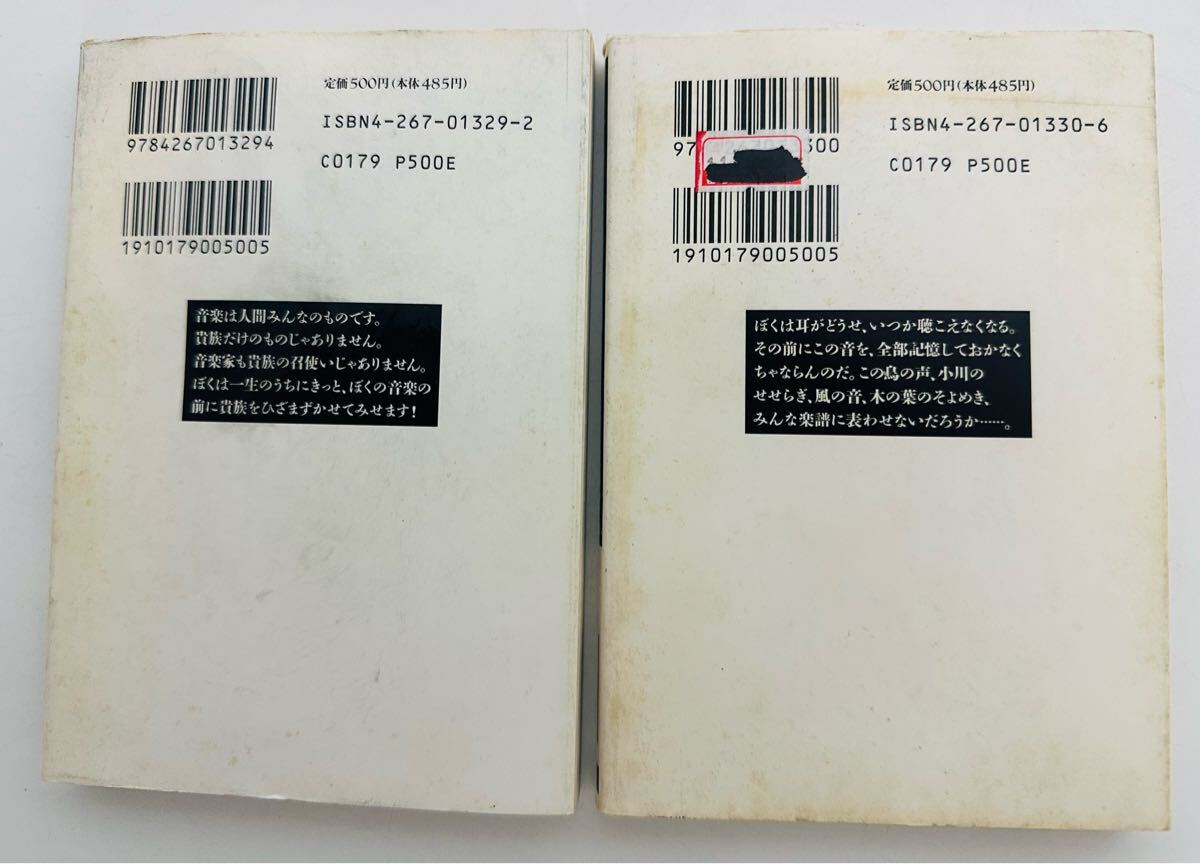 定価500円(本体485円)
ISBN4-267-01329-2
9784267013294
C0179 P500E
1910179005005
音楽は人間みんなのものです。
貴族だけのものじゃありません。
音楽家も貴族の召使いじゃありません。
ぼくは一生のうちにきっと、ぼくの音楽の
前に貴族をひざまずかせてみせます!
定価500円(本体485円)
ISBN4-267-01330-6
97 300
C0179 P500E
1910179005005
ぼくは耳がどうせ、いつか聴こえなくなる。
その前にこの音を、全部記憶しておかなく
ちゃならんのだ。この鳥の声、小川の
せせらぎ、風の音、木の葉のそよめき、
みんな楽譜に表わせないだろうか……。